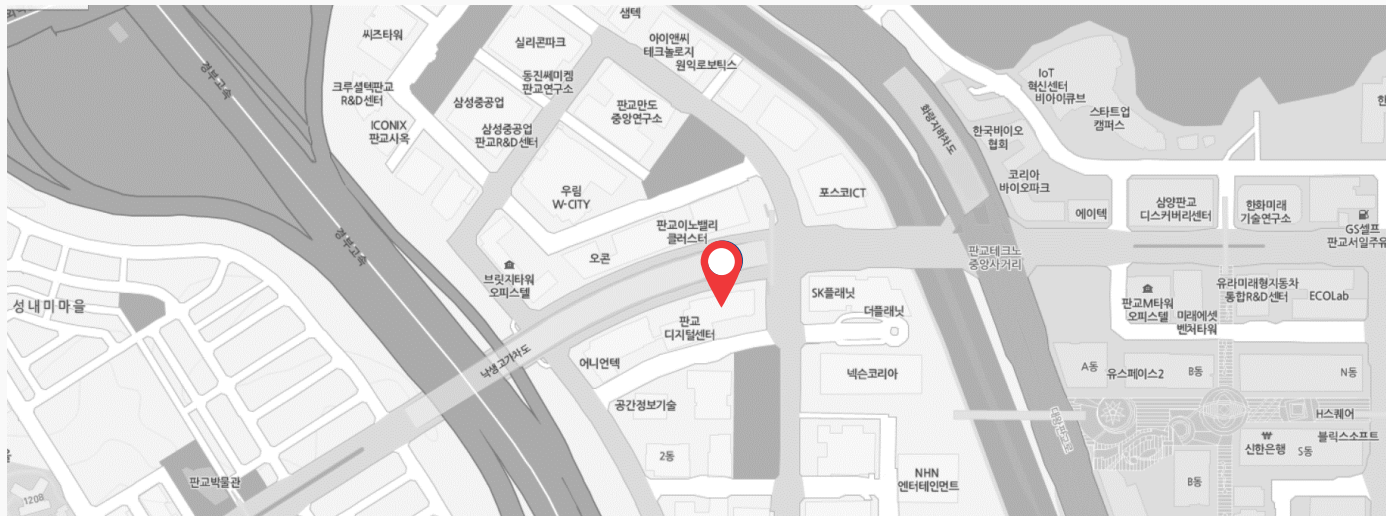 샘텍
씨즈타워
실리콘파크
아이앤씨
테크놀로지
원익로보틱스
경부고속
크루셜텍판교
R&D센터
동진쎄미켐
판교연구소
삼성중공업
ICONIX
판교사옥
삼성중공업
판교R&D센터
판교만도
중앙연구소
화랑지하차도
IoT
혁신센터
비아이큐브
스타트업
캠퍼스
한국바이오
협회
코리아
바이오파크
우림
W-CITY
포스코ICT
에이텍
삼양판교
디스커버리센터
한화미래
기술연구소
GS셀프
판교서일주유
경부고속
판교이노밸리
클러스터
오콘
브릿지타워
오피스텔
판교테크노
중앙사거리
성내미마을
SK플래닛
더플래닛
판교M타워
오피스텔
미래에셋
벤처타워
유라미래형지동차
통합R&D센터
ECOLab
판교
디지털센터
낙생고가차도
어니언텍
넥슨코리아
A동
유스페이스2
B동
N동
공간정보기술
H스퀘어
블릭스소프트
신한은행
S동
2동
판교박물관
NHN
엔터테인먼트
B동
1208